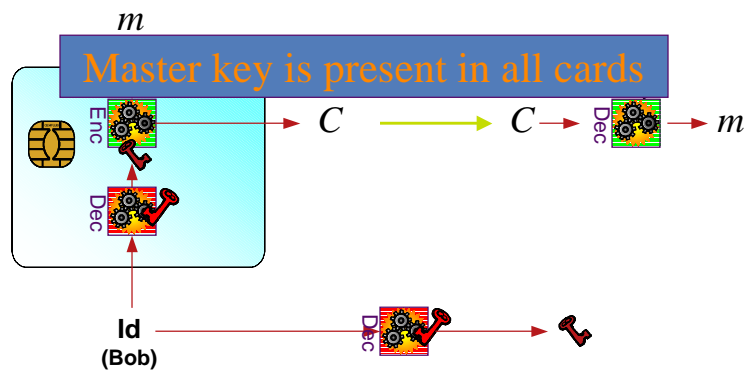 m
Master key is present in all cards
Enc
C
C
Dec
m
Dec
Id
(Bob)
Dec